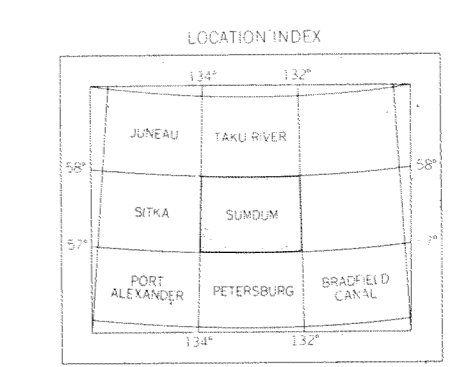 LOCATION INDEX
134° 132°
JUNEAU TAKU RIVER
58° 58°
SITKA SUMDUM
57° 7°
PORT
ALEXANDER PETERSBURG BRADFIELD
CANAL
134° 132°